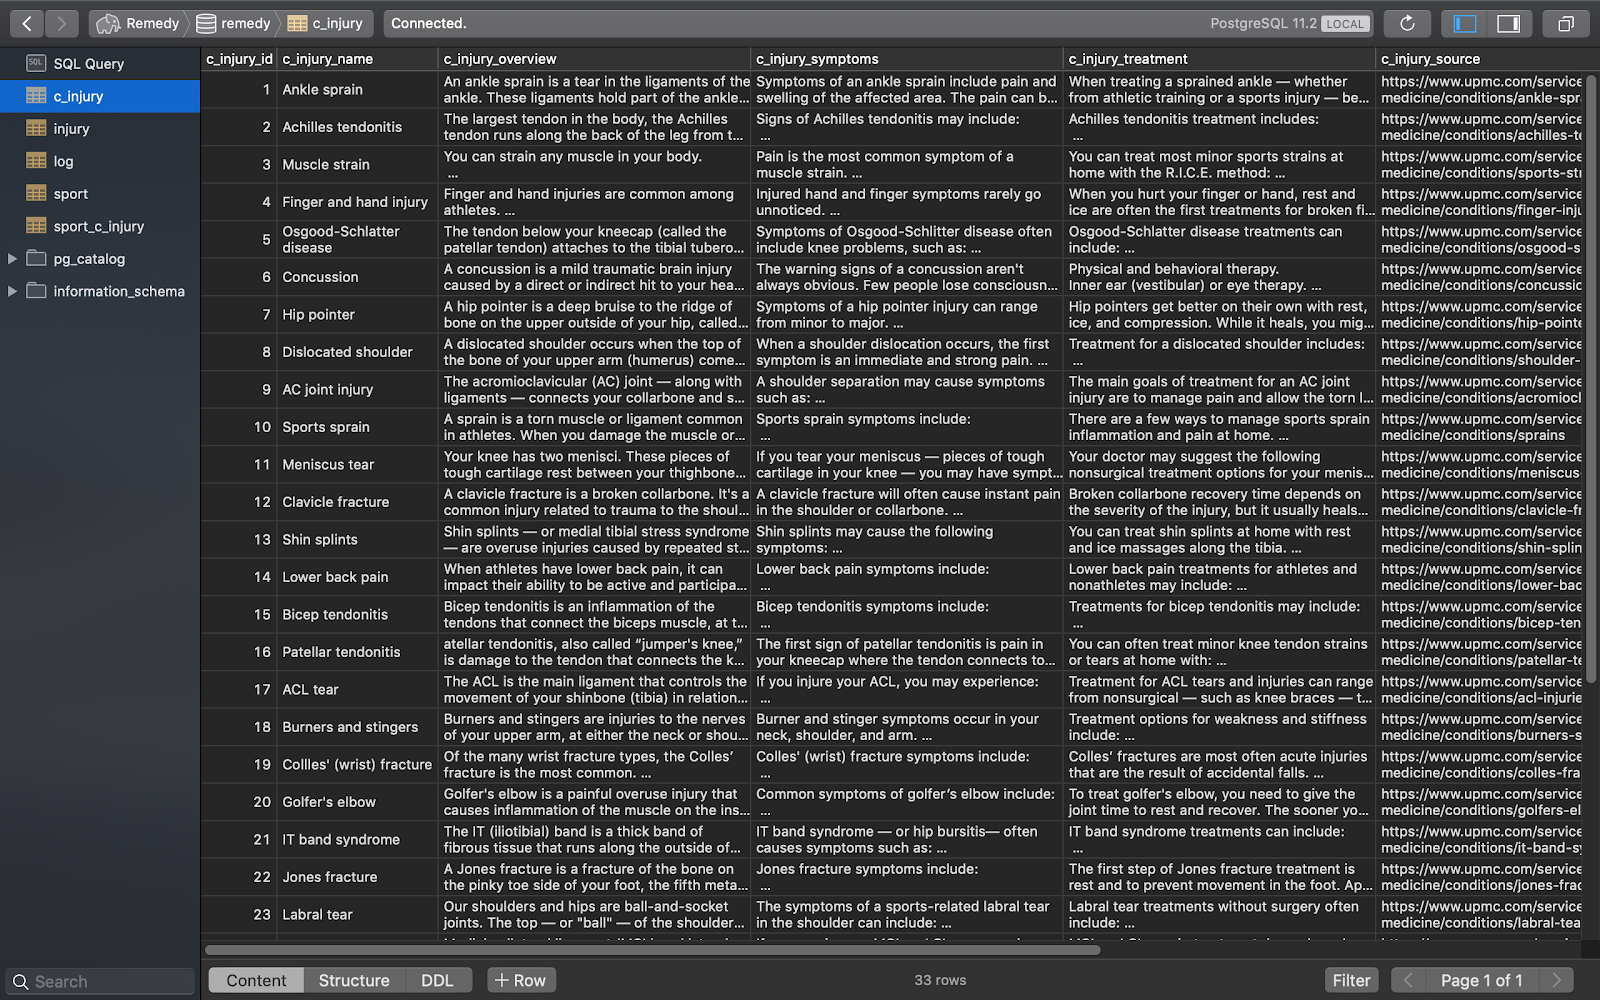 Remedy remedy c_injury Connected. PostgreSQL 11.2 LOCAL
SQL SQL Query
c_injury
injury
log
sport
sport_c_injury
pg_catalog
information_schema
Search
c_injury_id c_injury_name c_injury_overview c_injury_symptoms c_injury_treatment c_injury_source
1 Ankle sprain
An ankle sprain is a tear in the ligaments of the
ankle. These ligaments hold part of the ankle...
Symptoms of an ankle sprain include pain and
swelling of the affected area. The pain can b...
When treating a sprained ankle — whether
from athletic training or a sports injury — be...
https://www.upmc.com/service
medicine/conditions/ankle-spr
2 Achilles tendonitis
The largest tendon in the body, the Achilles
tendon runs along the back of the leg from t...
Signs of Achilles tendonitis may include:
...
Achilles tendonitis treatment includes:
...
https://www.upmc.com/service
medicine/conditions/achilles-te
3 Muscle strain
You can strain any muscle in your body.
...
Pain is the most common symptom of a
muscle strain. ...
You can treat most minor sports strains at
home with the R.I.C.E. method: ...
https://www.upmc.com/service
medicine/conditions/sports-str
4 Finger and hand injury
Finger and hand injuries are common among
athletes. ...
Injured hand and finger symptoms rarely go
unnoticed. ...
When you hurt your finger or hand, rest and
ice are often the first treatments for broken fi...
https://www.upmc.com/service
medicine/conditions/finger-inju
5 Osgood-Schlatter
disease
The tendon below your kneecap (called the
patellar tendon) attaches to the tibial tubero...
Symptoms of Osgood-Schlitter disease often
include knee problems, such as: ...
Osgood-Schlatter disease treatments can
include: ...
https://www.upmc.com/service
medicine/conditions/osgood-s
6 Concussion
A concussion is a mild traumatic brain injury
caused by a direct or indirect hit to your hea...
The warning signs of a concussion aren't
always obvious. Few people lose consciousn...
Physical and behavioral therapy.
Inner ear (vestibular) or eye therapy. ...
https://www.upmc.com/service
medicine/conditions/concussic
7 Hip pointer
A hip pointer is a deep bruise to the ridge of
bone on the upper outside of your hip, called...
Symptoms of a hip pointer injury can range
from minor to major. ...
Hip pointers get better on their own with rest,
ice, and compression. While it heals, you mig...
https://www.upmc.com/service
medicine/conditions/hip-pointe
8 Dislocated shoulder
A dislocated shoulder occurs when the top of
the bone of your upper arm (humerus) come...
When a shoulder dislocation occurs, the first
symptom is an immediate and strong pain. ...
Treatment for a dislocated shoulder includes:
...
https://www.upmc.com/service
medicine/conditions/shoulder-
9 AC joint injury
The acromioclavicular (AC) joint — along with
ligaments — connects your collarbone and s...
A shoulder separation may cause symptoms
such as: ...
The main goals of treatment for an AC joint
injury are to manage pain and allow the torn l...
https://www.upmc.com/service
medicine/conditions/acromiocl
10 Sports sprain
A sprain is a torn muscle or ligament common
in athletes. When you damage the muscle or...
Sports sprain symptoms include:
...
There are a few ways to manage sports sprain
inflammation and pain at home. ...
https://www.upmc.com/service
medicine/conditions/sprains
11 Meniscus tear
Your knee has two menisci. These pieces of
tough cartilage rest between your thighbone...
If you tear your meniscus — pieces of tough
cartilage in your knee — you may have sympt...
Your doctor may suggest the following
nonsurgical treatment options for your menis...
https://www.upmc.com/service
medicine/conditions/meniscus-
12 Clavicle fracture
A clavicle fracture is a broken collarbone. It's a
common injury related to trauma to the shoul...
A clavicle fracture will often cause instant pain
in the shoulder or collarbone. ...
Broken collarbone recovery time depends on
the severity of the injury, but it usually heals...
https://www.upmc.com/service
medicine/conditions/clavicle-fr
13 Shin splints
Shin splints — or medial tibial stress syndrome
— are overuse injuries caused by repeated st...
Shin splints may cause the following
symptoms: ...
You can treat shin splints at home with rest
and ice massages along the tibia. ...
https://www.upmc.com/service
medicine/conditions/shin-splin
14 Lower back pain
When athletes have lower back pain, it can
impact their ability to be active and participa...
Lower back pain symptoms include:
...
Lower back pain treatments for athletes and
nonathletes may include: ...
https://www.upmc.com/service
medicine/conditions/lower-bac
15 Bicep tendonitis
Bicep tendonitis is an inflammation of the
tendons that connect the biceps muscle, at t...
Bicep tendonitis symptoms include:
...
Treatments for bicep tendonitis may include:
...
https://www.upmc.com/service
medicine/conditions/bicep-ten
16 Patellar tendonitis
atellar tendonitis, also called “jumper's knee,”
is damage to the tendon that connects the k...
The first sign of patellar tendonitis is pain in
your kneecap where the tendon connects to...
You can often treat minor knee tendon strains
or tears at home with: ...
https://www.upmc.com/service
medicine/conditions/patellar-te
17 ACL tear
The ACL is the main ligament that controls the
movement of your shinbone (tibia) in relation...
If you injure your ACL, you may experience:
...
Treatment for ACL tears and injuries can range
from nonsurgical — such as knee braces — t...
https://www.upmc.com/service
medicine/conditions/acl-injurie
18 Burners and stingers
Burners and stingers are injuries to the nerves
of your upper arm, at either the neck or shou...
Burner and stinger symptoms occur in your
neck, shoulder, and arm. ...
Treatment options for weakness and stiffness
include: ...
https://www.upmc.com/service
medicine/conditions/burners-s
19 Collles' (wrist) fracture
Of the many wrist fracture types, the Colles’
fracture is the most common. ...
Colles' (wrist) fracture symptoms include:
...
Colles’ fractures are most often acute injuries
that are the result of accidental falls. ...
https://www.upmc.com/service
medicine/conditions/colles-fra
20 Golfer's elbow
Golfer's elbow is a painful overuse injury that
causes inflammation of the muscle on the ins...
Common symptoms of golfer’s elbow include:
...
To treat golfer's elbow, you need to give the
joint time to rest and recover. The sooner yo...
https://www.upmc.com/service
medicine/conditions/golfers-el
21 IT band syndrome
The IT (iliotibial) band is a thick band of
fibrous tissue that runs along the outside of...
IT band syndrome — or hip bursitis— often
causes symptoms such as: ...
IT band syndrome treatments can include:
...
https://www.upmc.com/service
medicine/conditions/it-band-sy
22 Jones fracture
A Jones fracture is a fracture of the bone on
the pinky toe side of your foot, the fifth meta...
Jones fracture symptoms include:
...
The first step of Jones fracture treatment is
rest and to prevent movement in the foot. Ap...
https://www.upmc.com/service
medicine/conditions/jones-frac
23 Labral tear
Our shoulders and hips are ball-and-socket
joints. The top — or "ball" — of the shoulder...
The symptoms of a sports-related labral tear
in the shoulder can include: ...
Labral tear treatments without surgery often
include: ...
https://www.upmc.com/service
medicine/conditions/labral-tea
Content Structure DDL + Row 33 rows Filter Page 1 of 1